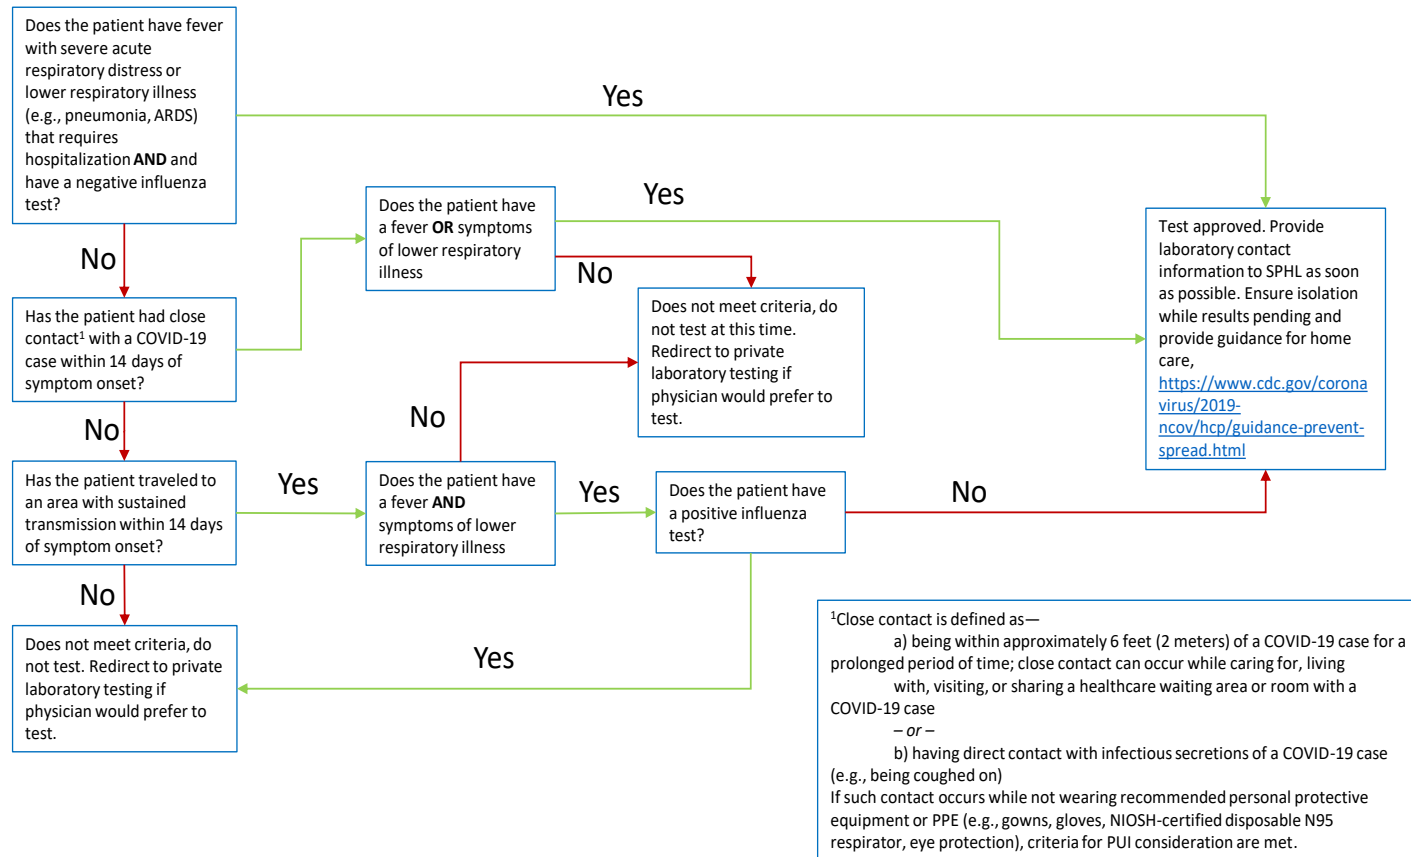 Does the patient have fever
with severe acute
respiratory distress or
lower respiratory illness
(e.g., pneumonia, ARDS)
that requires
hospitalization AND and
have a negative influenza
test?
Yes
No
Does the patient have
a fever OR symptoms
of lower respiratory
illness
Yes
No
Test approved. Provide
laboratory contact
information to SPHL as soon
as possible. Ensure isolation
while results pending and
provide guidance for home
care,
https://www.cdc.gov/corona
virus/2019-
ncov/hcp/guidance-prevent-
spread.html
Has the patient had close
contact¹ with a COVID-19
case within 14 days of
symptom onset?
No
Does not meet criteria, do
not test at this time.
Redirect to private
laboratory testing if
physician would prefer to
test.
No
Has the patient traveled to
an area with sustained
transmission within 14 days
of symptom onset?
Yes
Does the patient have
a fever AND
symptoms of lower
respiratory illness
Yes
Does the patient have
a positive influenza
test?
No
No
Yes
Does not meet criteria, do
not test. Redirect to private
laboratory testing if
physician would prefer to
test.
¹Close contact is defined as—
a) being within approximately 6 feet (2 meters) of a COVID-19 case for a
prolonged period of time; close contact can occur while caring for, living
with, visiting, or sharing a healthcare waiting area or room with a
COVID-19 case
– or –
b) having direct contact with infectious secretions of a COVID-19 case
(e.g., being coughed on)
If such contact occurs while not wearing recommended personal protective
equipment or PPE (e.g., gowns, gloves, NIOSH-certified disposable N95
respirator, eye protection), criteria for PUI consideration are met.